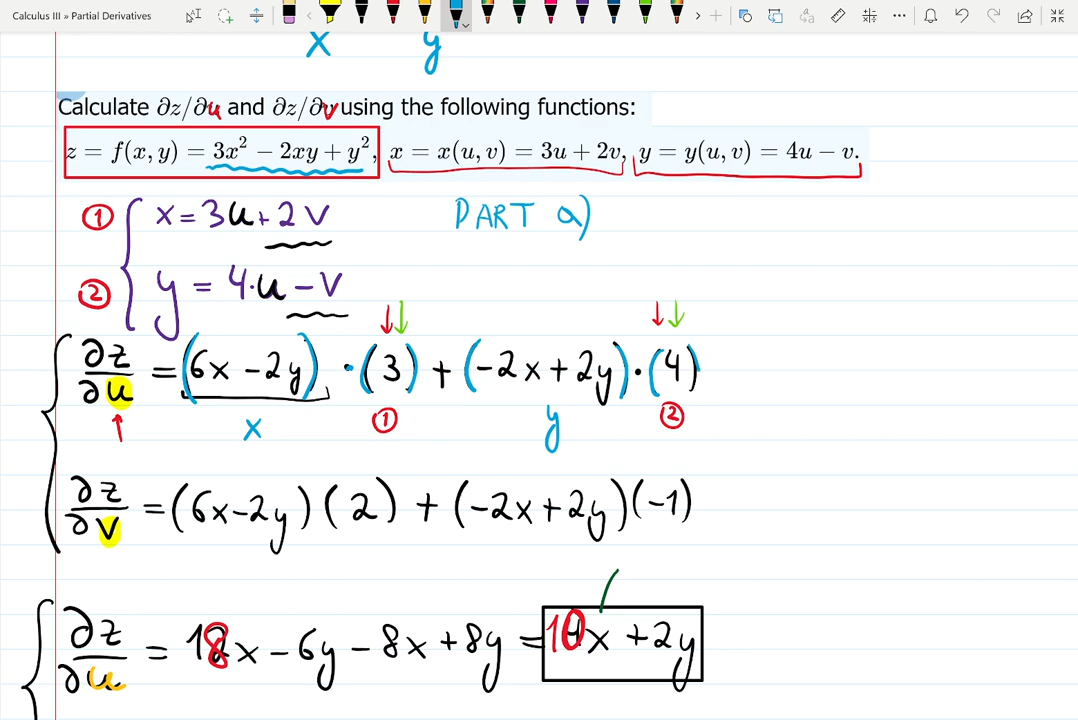 Calculus III » Partial Derivatives
x y
Calculate ∂z/∂u and ∂z/∂v using the following functions:
z = f(x, y) = 3x² − 2xy + y², x = x(u, v) = 3u + 2v, y = y(u, v) = 4u − v.
① x = 3u + 2v PART a)
② y = 4·u − v
∂z/∂u = (6x − 2y) · (3) + (−2x + 2y) · (4)
x ① y ②
∂z/∂v = (6x − 2y)(2) + (−2x + 2y)(−1)
∂z/∂u = 18x − 6y − 8x + 8y = 10x + 2y